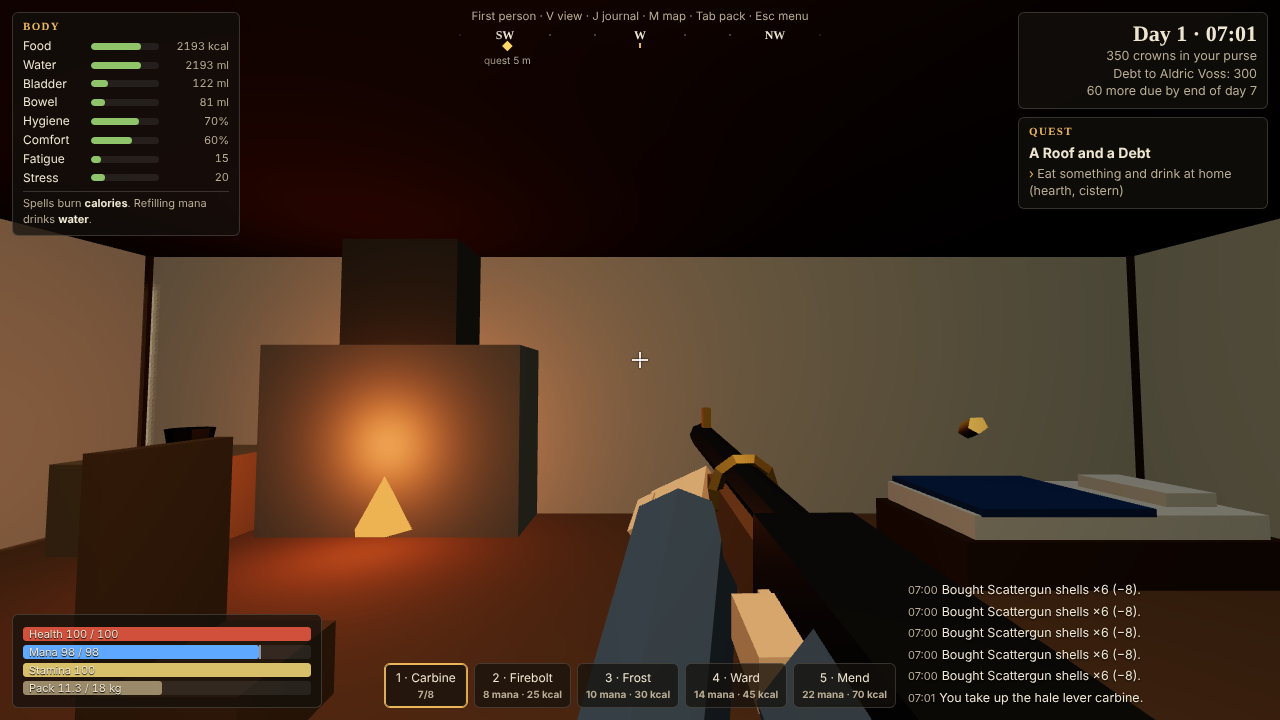 BODY
Food 2193 kcal
Water 2193 ml
Bladder 122 ml
Bowel 81 ml
Hygiene 70%
Comfort 60%
Fatigue 15
Stress 20
Spells burn calories. Refilling mana
drinks water.
First person · V view · J journal · M map · Tab pack · Esc menu
SW W NW
quest 5 m
Day 1 · 07:01
350 crowns in your purse
Debt to Aldric Voss: 300
60 more due by end of day 7
QUEST
A Roof and a Debt
› Eat something and drink at home
(hearth, cistern)
Health 100 / 100
Mana 98 / 98
Stamina 100
Pack 11.3 / 18 kg
1 · Carbine
7/8
2 · Firebolt
8 mana · 25 kcal
3 · Frost
10 mana · 30 kcal
4 · Ward
14 mana · 45 kcal
5 · Mend
22 mana · 70 kcal
07:00 Bought Scattergun shells ×6 (−8).
07:00 Bought Scattergun shells ×6 (−8).
07:00 Bought Scattergun shells ×6 (−8).
07:00 Bought Scattergun shells ×6 (−8).
07:00 Bought Scattergun shells ×6 (−8).
07:01 You take up the hale lever carbine.